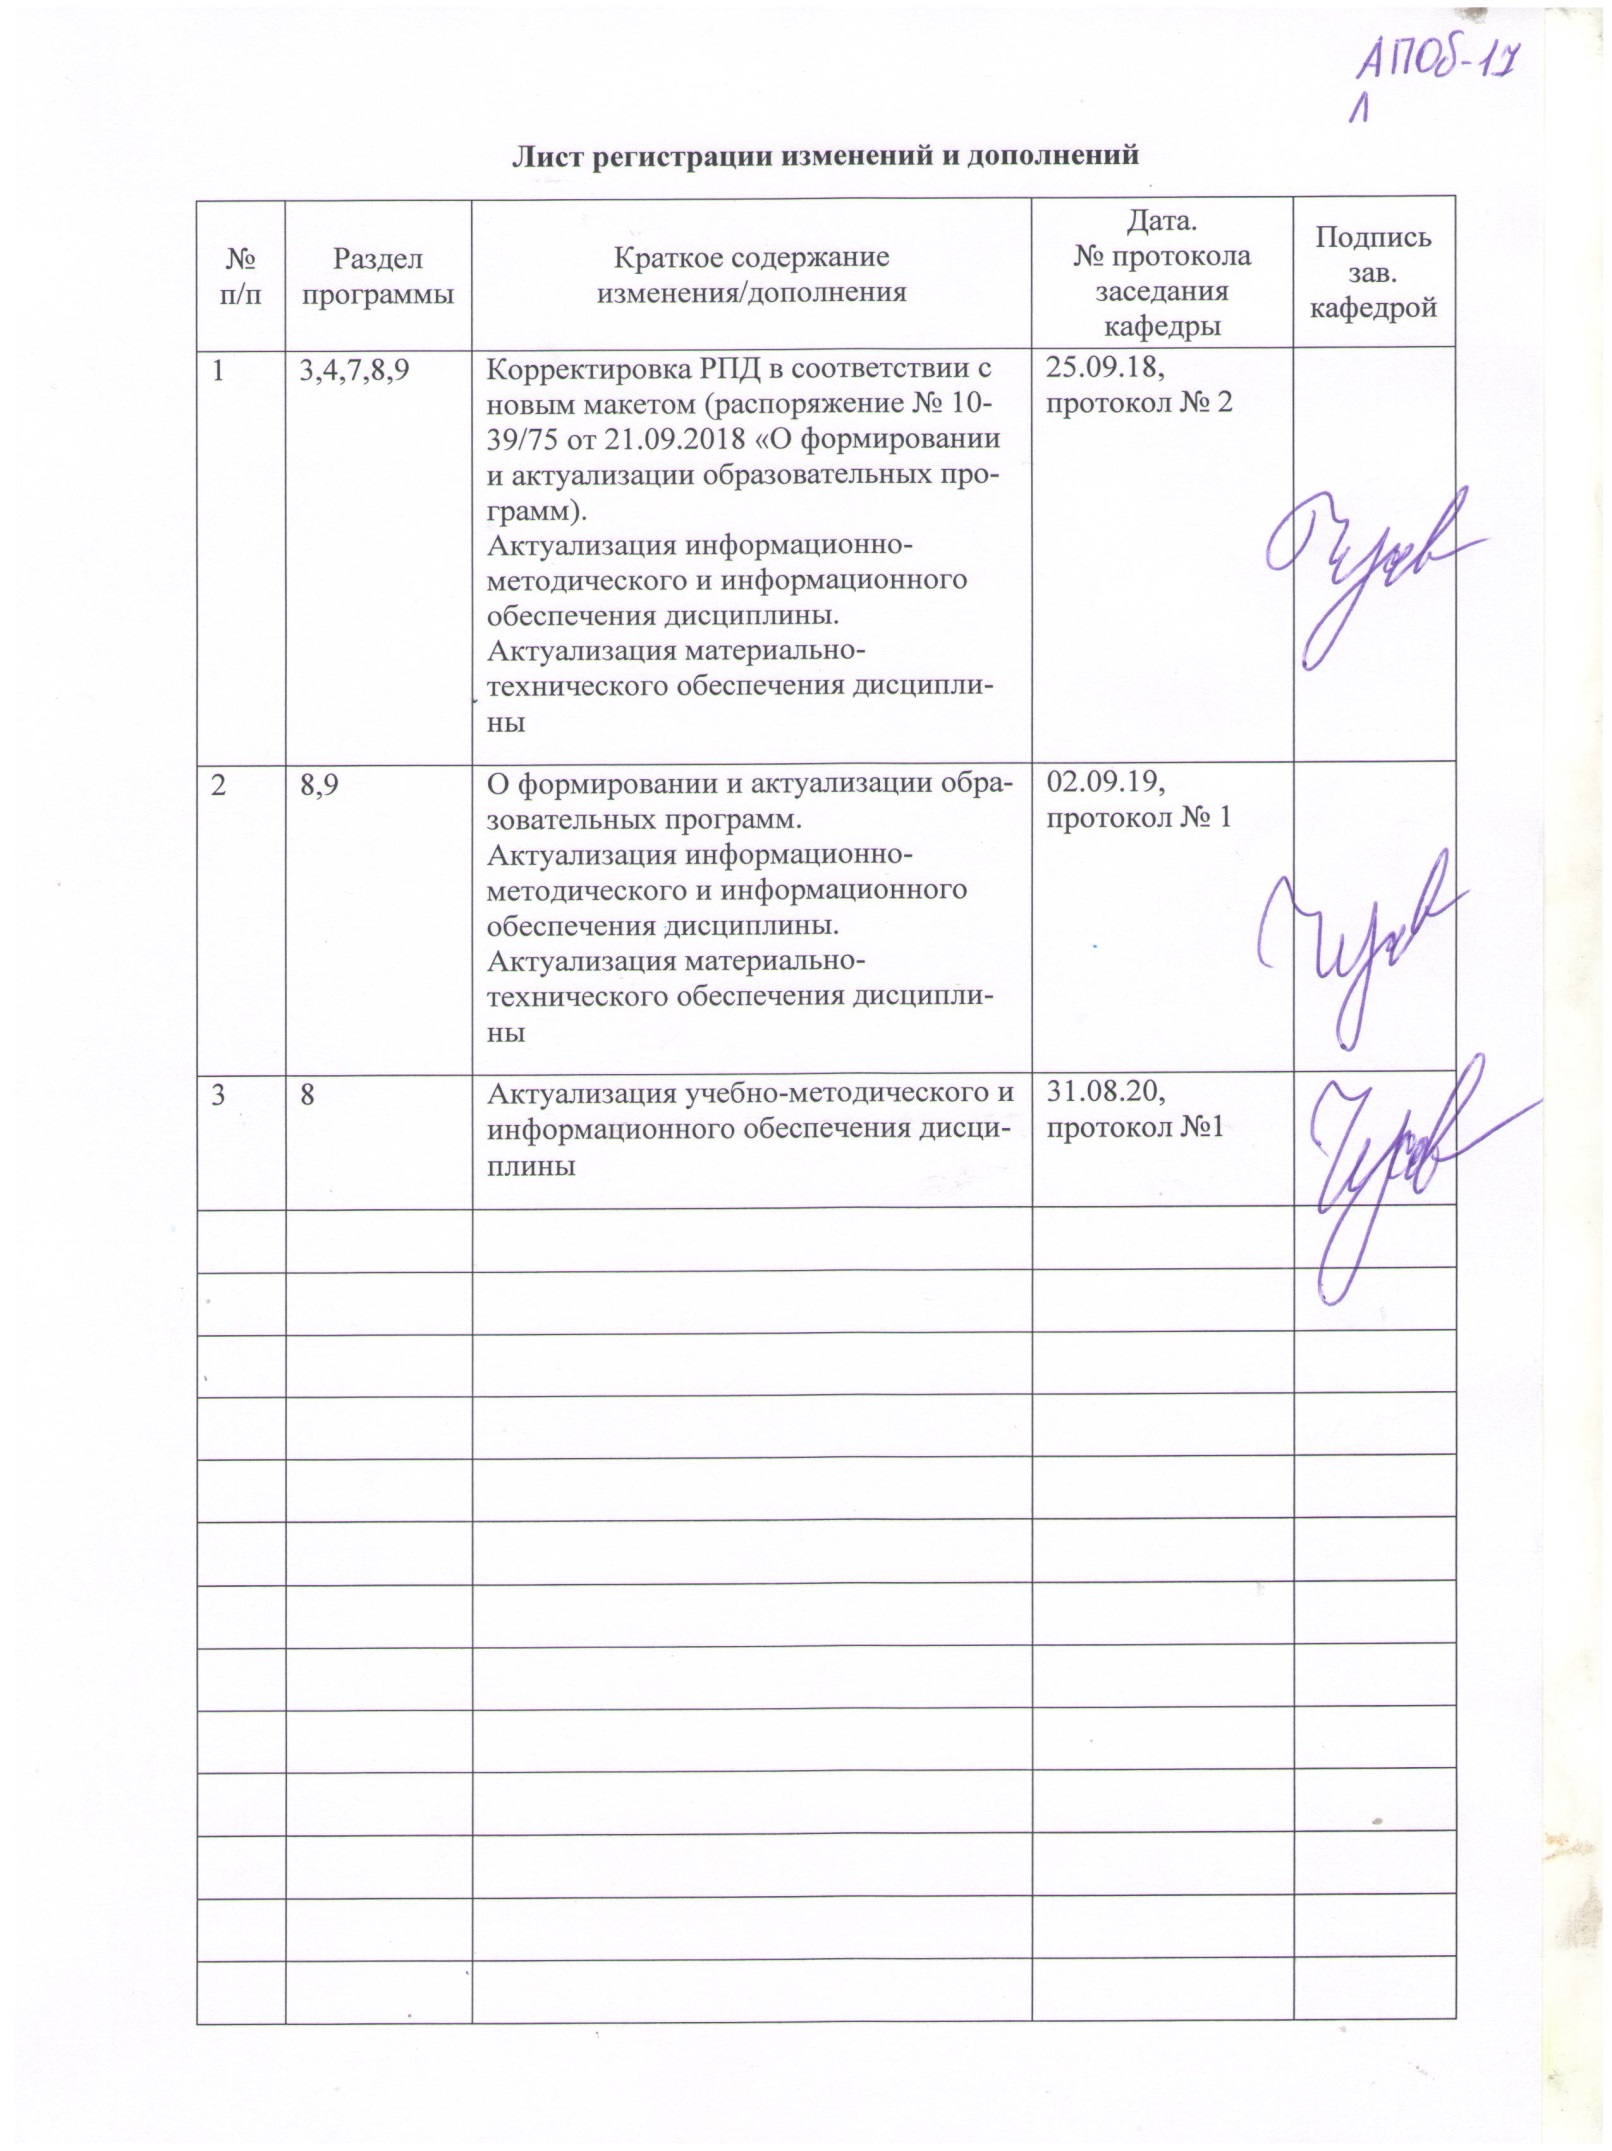 АПОб-17
Л
Лист регистрации изменений и дополнений
№
п/п
Раздел
программы
Краткое содержание
изменения/дополнения
Дата.
№ протокола
заседания
кафедры
Подпись
зав.
кафедрой
1
3,4,7,8,9
Корректировка РПД в соответствии с
новым макетом (распоряжение № 10-
39/75 от 21.09.2018 «О формировании
и актуализации образовательных про-
грамм).
Актуализация информационно-
методического и информационного
обеспечения дисциплины.
Актуализация материально-
технического обеспечения дисципли-
ны
25.09.18,
протокол № 2
2
8,9
О формировании и актуализации обра-
зовательных программ.
Актуализация информационно-
методического и информационного
обеспечения дисциплины.
Актуализация материально-
технического обеспечения дисципли-
ны
02.09.19,
протокол № 1
3
8
Актуализация учебно-методического и
информационного обеспечения дисци-
плины
31.08.20,
протокол №1